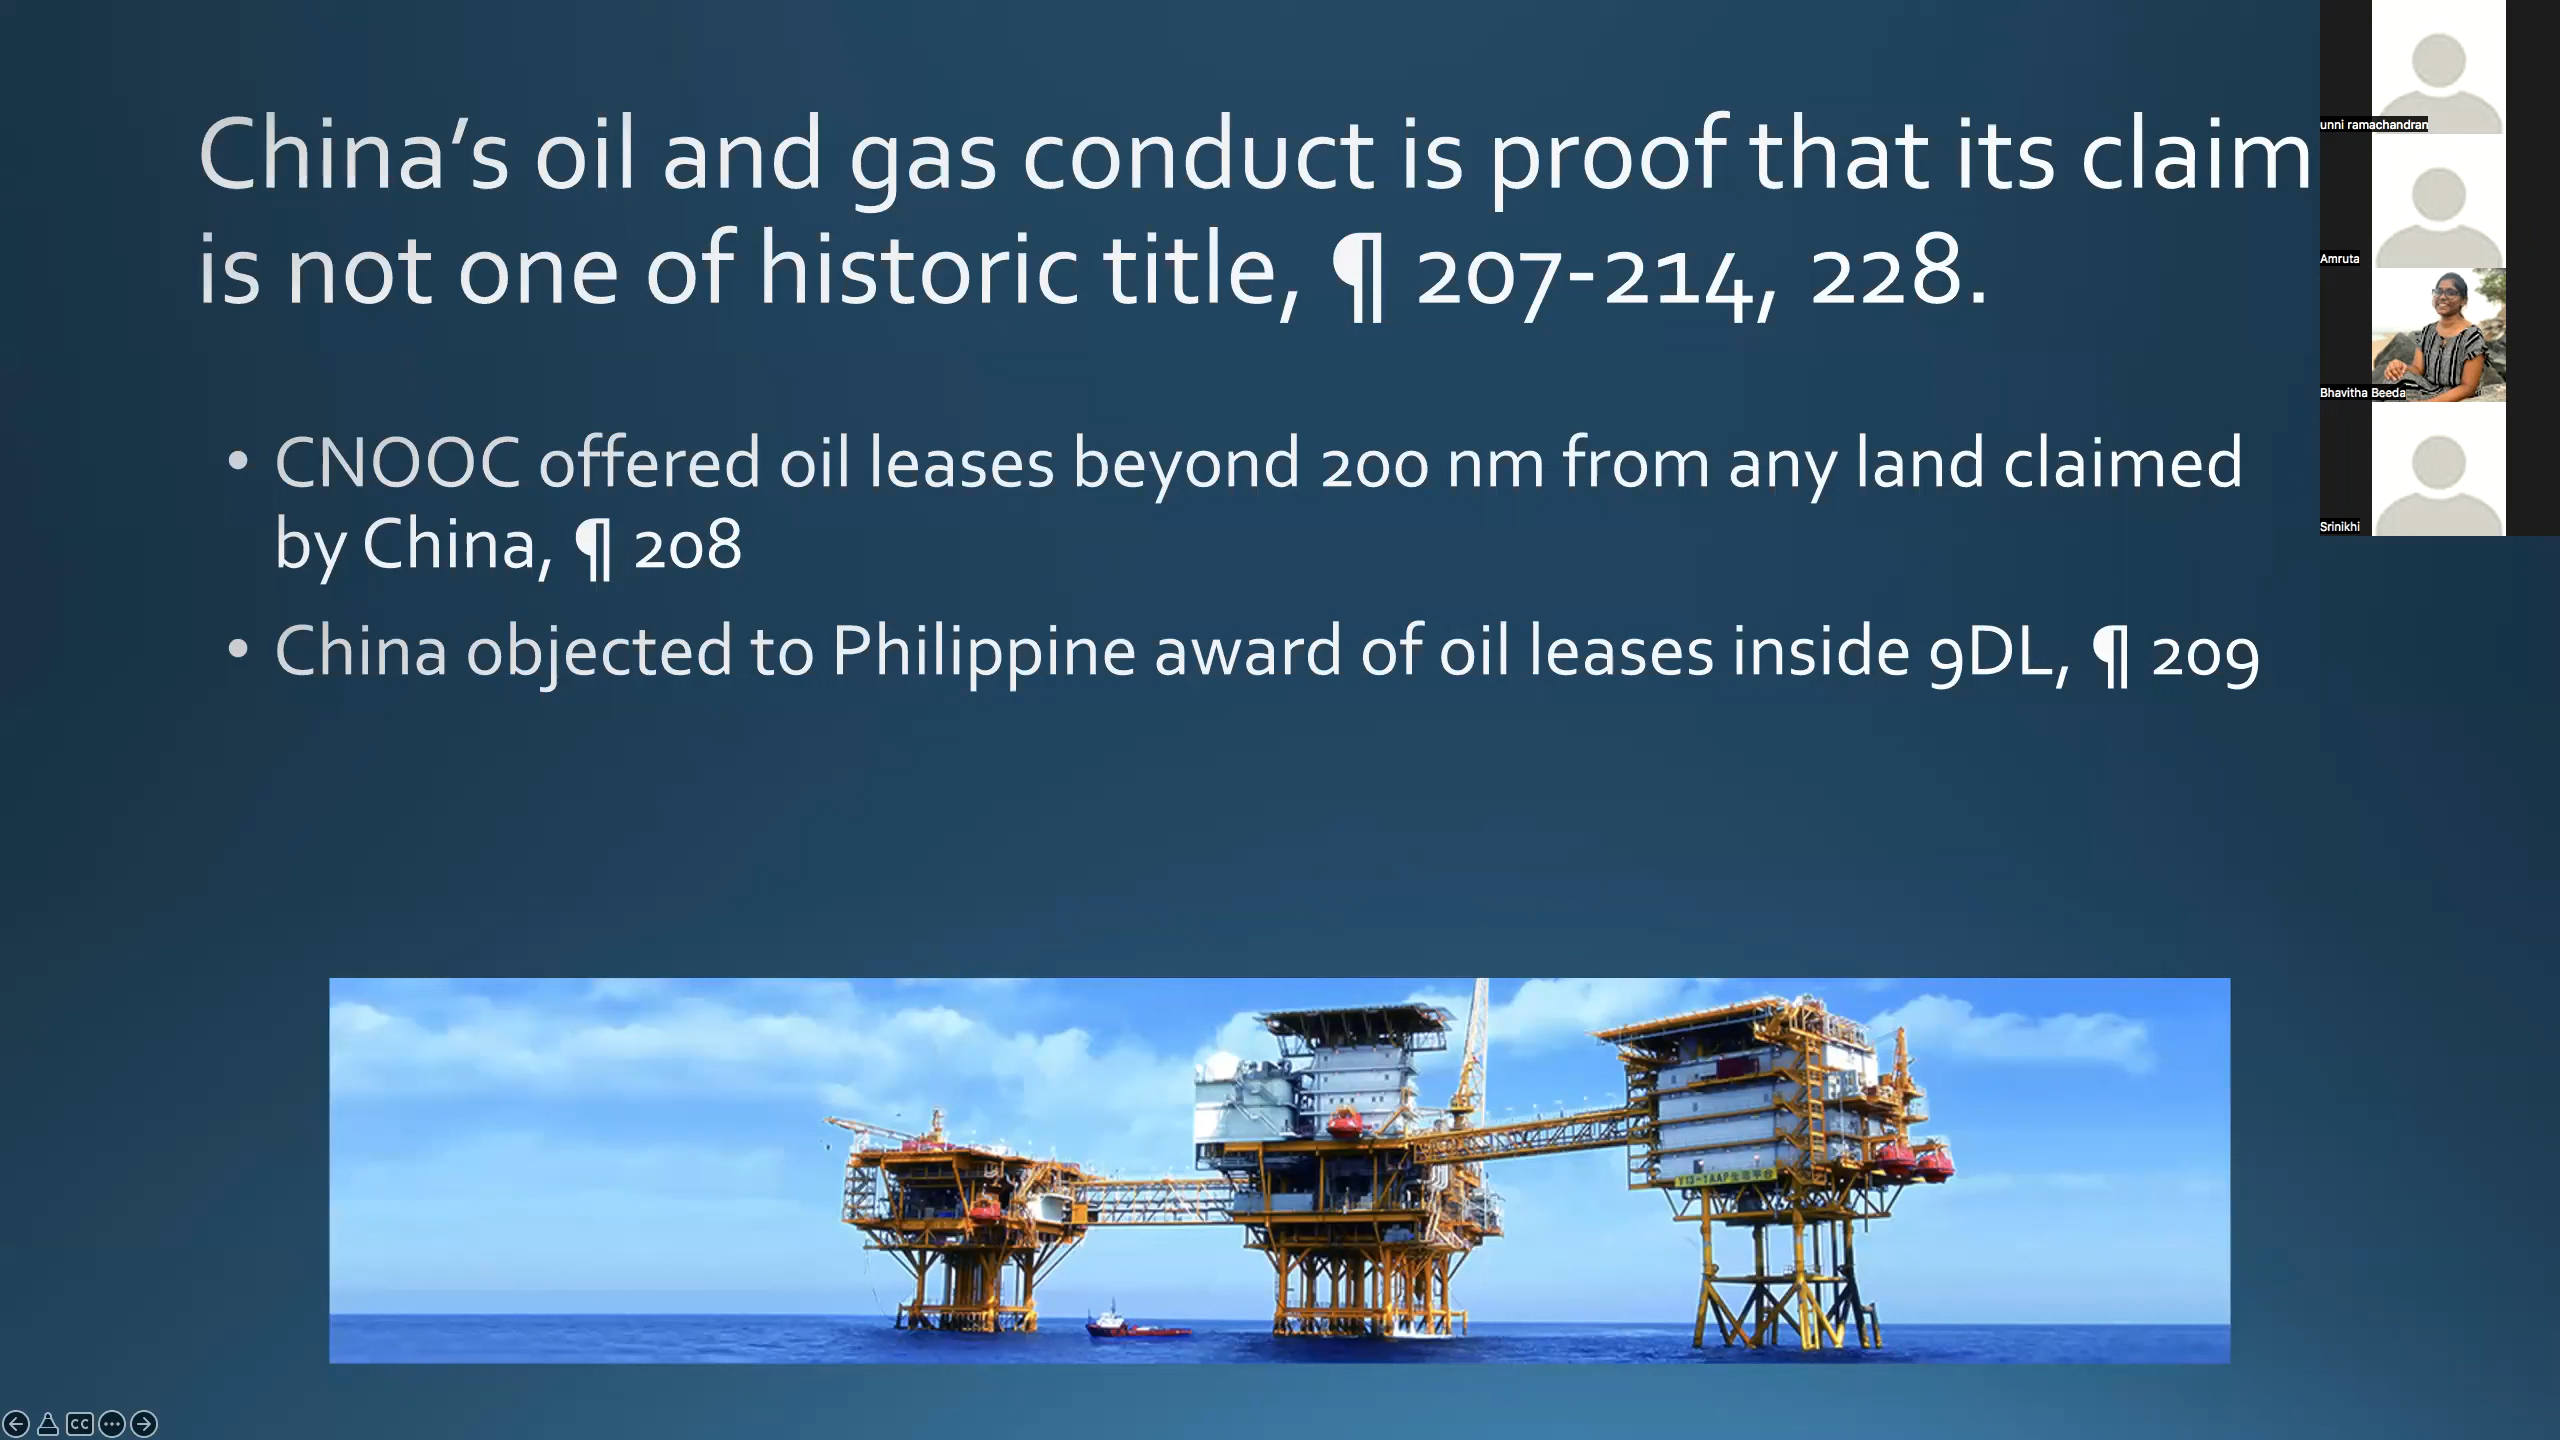 China's oil and gas conduct is proof that its claim
is not one of historic title, ¶ 207-214, 228.
• CNOOC offered oil leases beyond 200 nm from any land claimed
by China, ¶ 208
• China objected to Philippine award of oil leases inside 9DL, ¶ 209
unni ramachandran
Amruta
Bhavitha Beeda
Srinikhi
CC